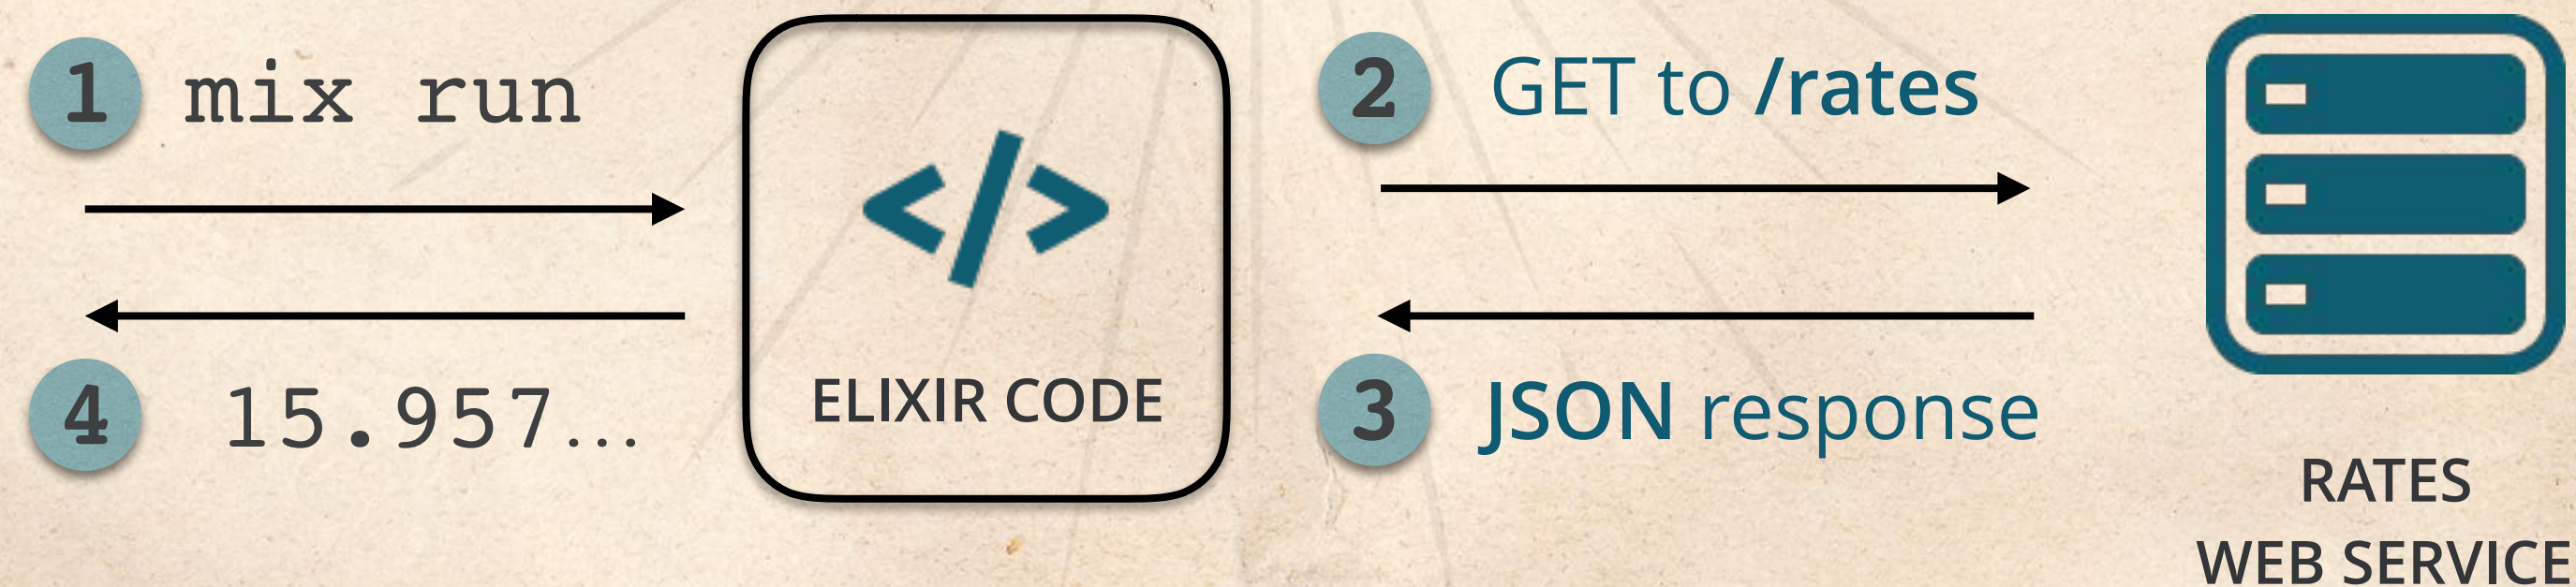 1 mix run
2 GET to /rates
</>
ELIXIR CODE
4 15.957...
3 JSON response
RATES
WEB SERVICE